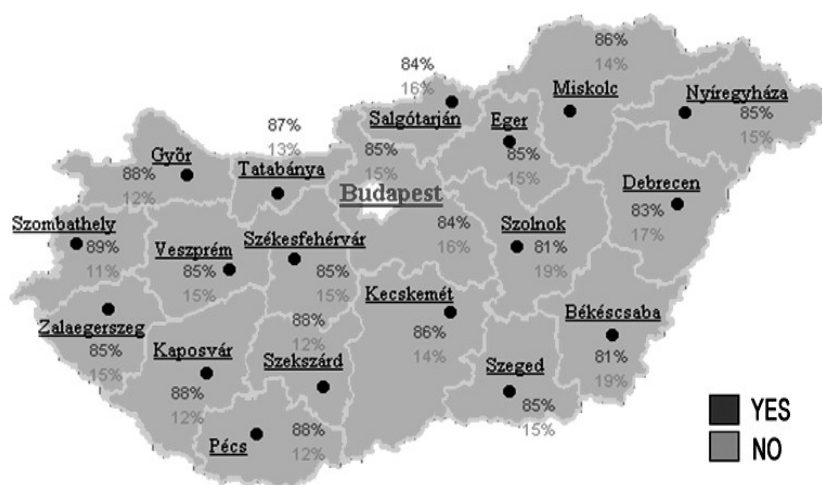 86%
14%
84%
16%
Miskolc
Nyíregyháza
Salgótarján
Eger
85%
15%
87%
13%
Győr
85%
15%
85%
15%
88%
12%
Tatabánya
Budapest
Debrecen
83%
17%
Szombathely
89%
11%
Veszprém
85%
15%
Székesfehérvár
85%
15%
84%
16%
Szolnok
81%
19%
Kecskemét
86%
14%
Békéscsaba
81%
19%
Zalaegerszeg
85%
15%
Kaposvár
88%
12%
88%
12%
Szekszárd
Szeged
85%
15%
Pécs
88%
12%
YES
NO